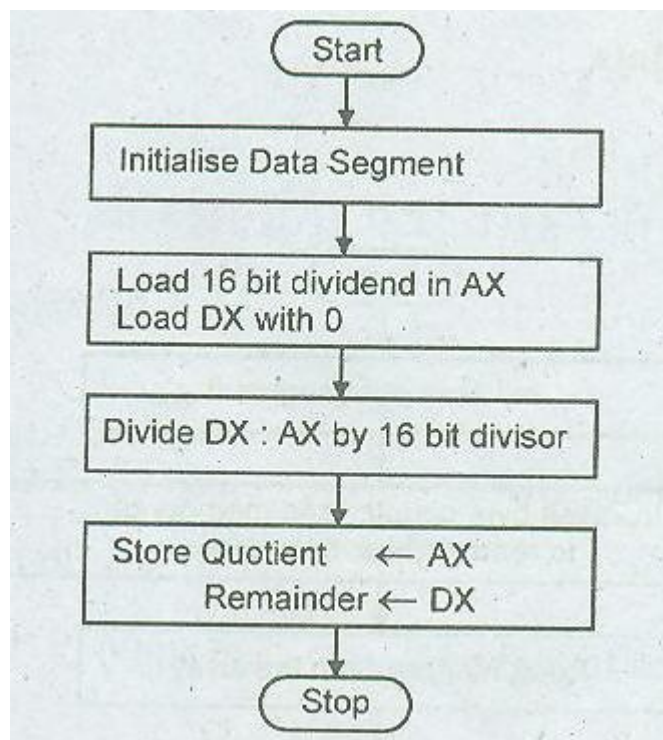 Start
Initialise Data Segment
Load 16 bit dividend in AX
Load DX with 0
Divide DX : AX by 16 bit divisor
Store Quotient ← AX
Remainder ← DX
Stop